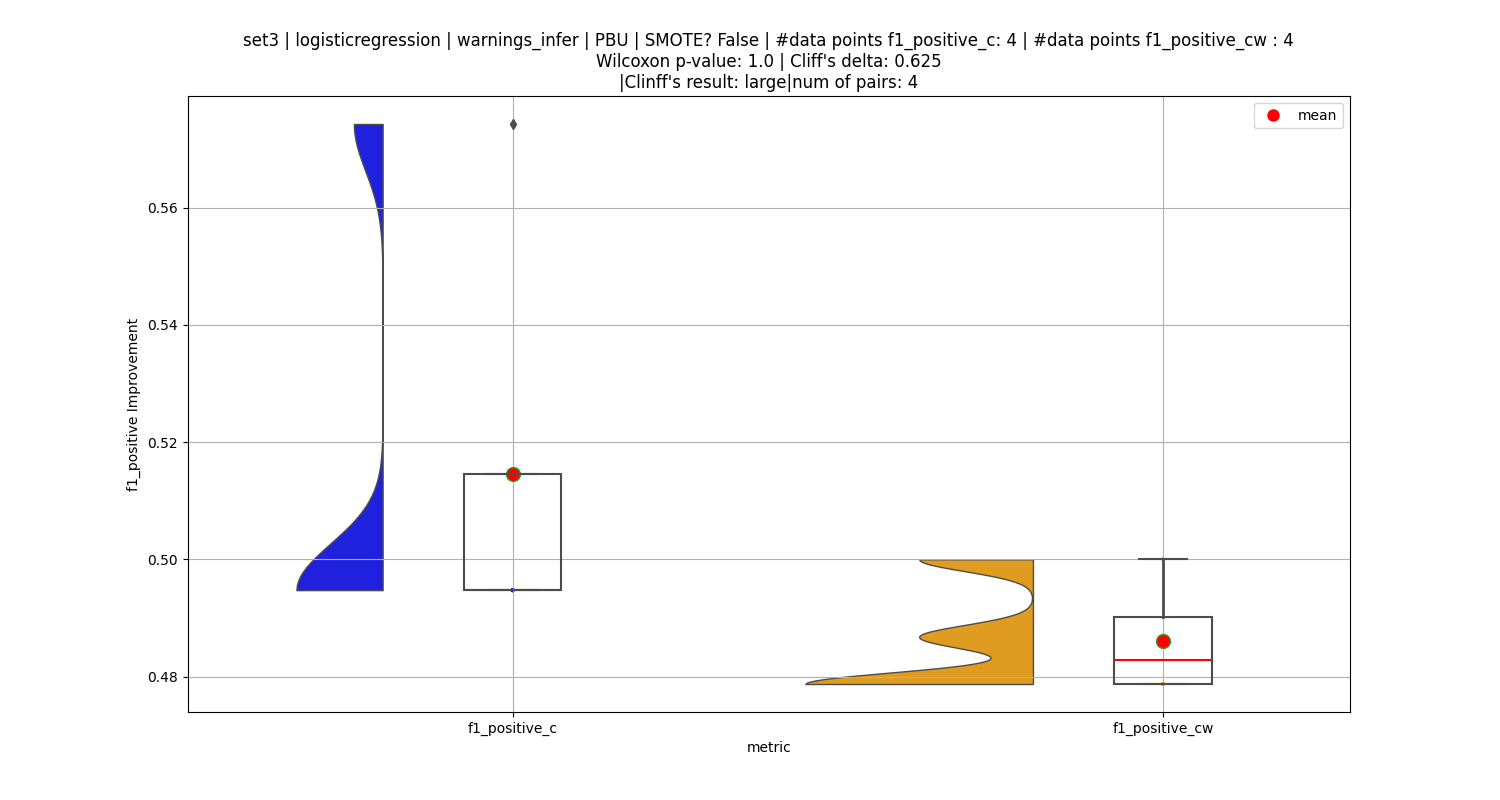 set3 | logisticregression | warnings_infer | PBU | SMOTE? False | #data points f1_positive_c: 4 | #data points f1_positive_cw : 4
Wilcoxon p-value: 1.0 | Cliff's delta: 0.625
|Clinff's result: large|num of pairs: 4
mean
0.56
0.54
0.52
0.50
0.48
f1_positive Improvement
f1_positive_c
f1_positive_cw
metric